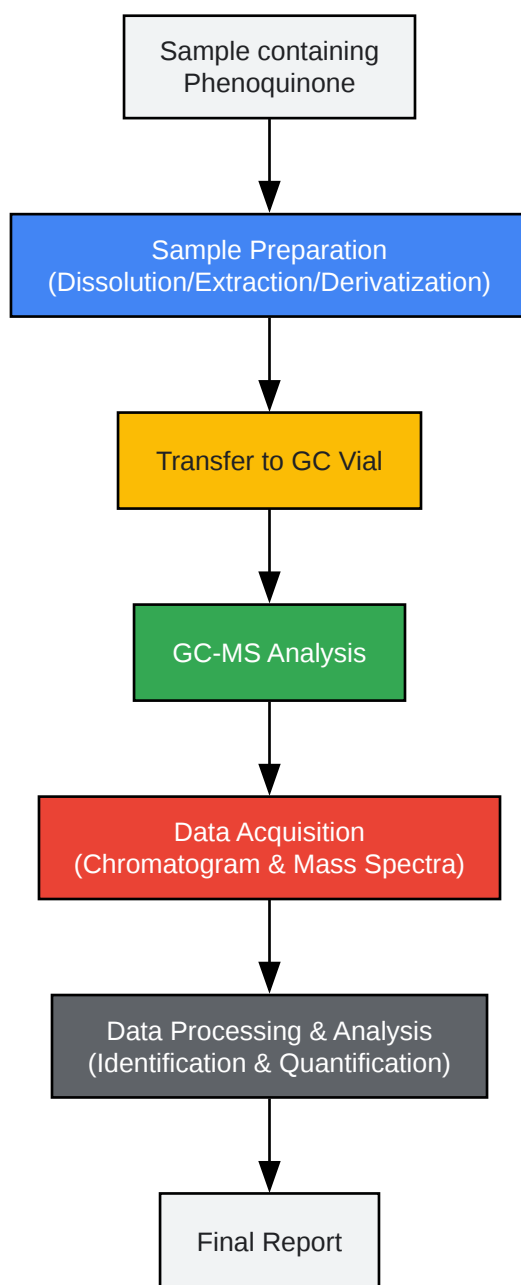 Sample containing
Phenoquinone
Sample Preparation
(Dissolution/Extraction/Derivatization)
Transfer to GC Vial
GC-MS Analysis
Data Acquisition
(Chromatogram & Mass Spectra)
Data Processing & Analysis
(Identification & Quantification)
Final Report